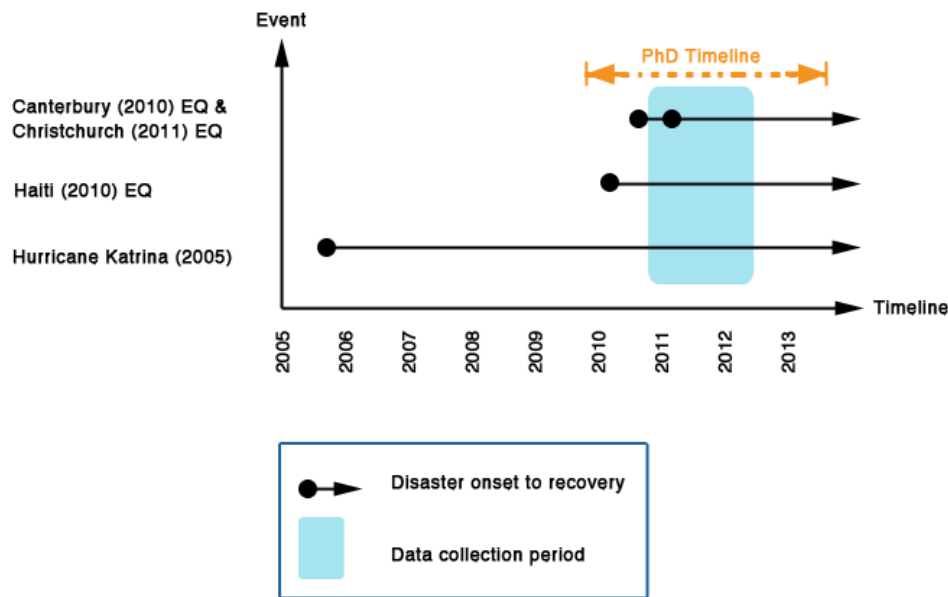 Event
PhD Timeline
Canterbury (2010) EQ &
Christchurch (2011) EQ
Haiti (2010) EQ
Hurricane Katrina (2005)
Timeline
2005
2006
2007
2008
2009
2010
2011
2012
2013
Disaster onset to recovery
Data collection period